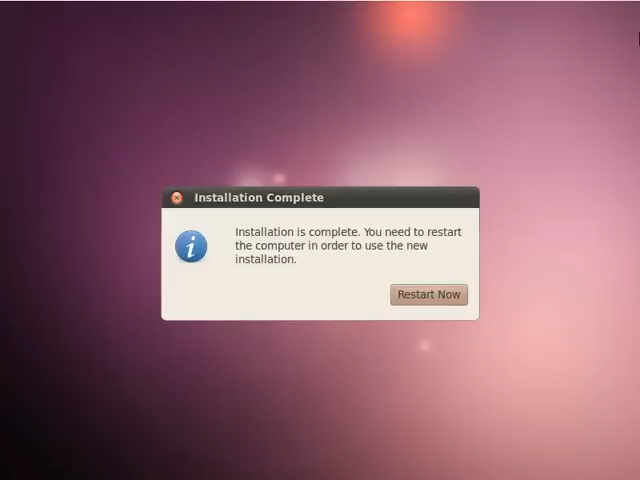 Installation Complete
Installation is complete. You need to restart
the computer in order to use the new
installation.
Restart Now